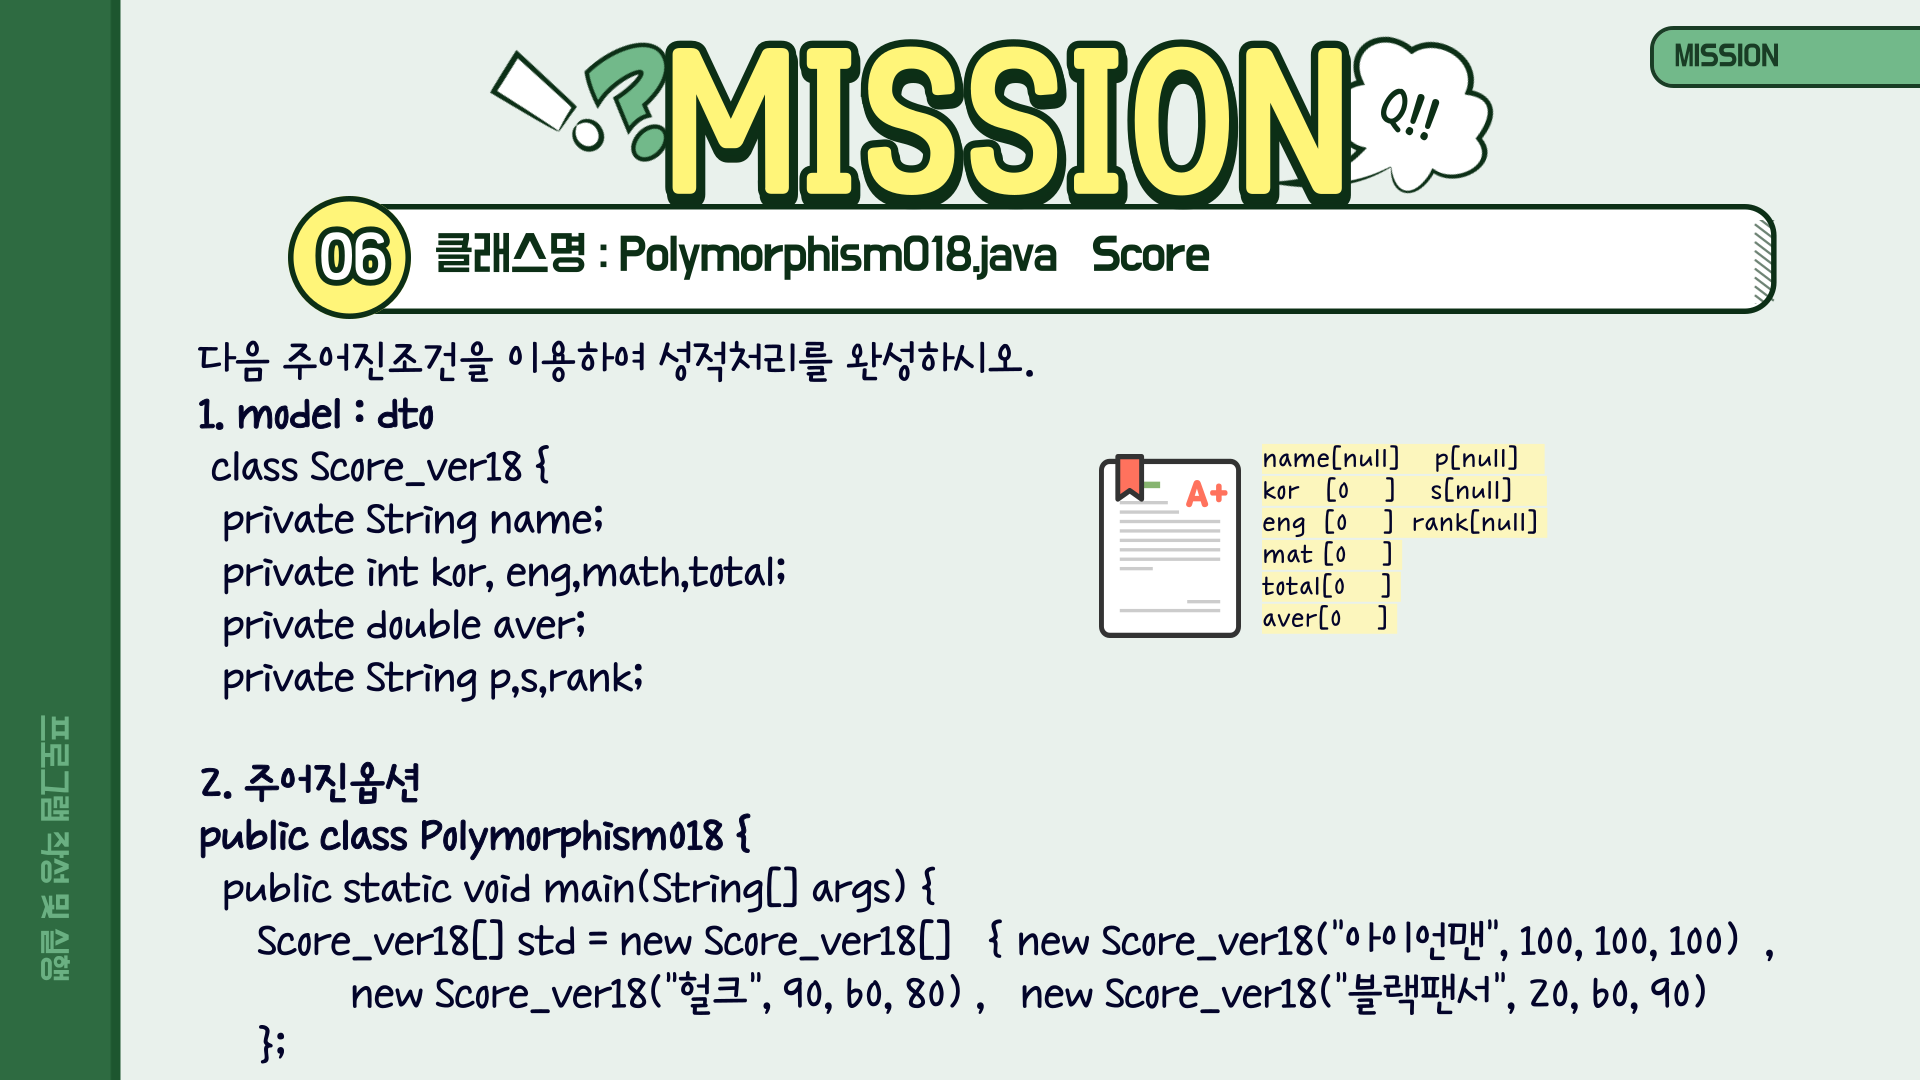 MISSION
!?
MISSION
Q!!
06
클래스명 : Polymorphism018.java Score
다음 주어진조건을 이용하여 성적처리를 완성하시오.
1. model : dto
class Score_ver18 {
private String name;
private int kor, eng,math,total;
private double aver;
private String p,s,rank;
A+
name[null] p[null]
kor [0 ] s[null]
eng [0 ] rank[null]
mat [0 ]
total[0 ]
aver[0 ]
2. 주어진옵션
public class Polymorphism018 {
public static void main(String[] args) {
Score_ver18[] std = new Score_ver18[] { new Score_ver18("아이언맨", 100, 100, 100) ,
new Score_ver18("헐크", 90, 60, 80) , new Score_ver18("블랙팬서", 20, 60, 90)
};
프로그램 작성 및 실행